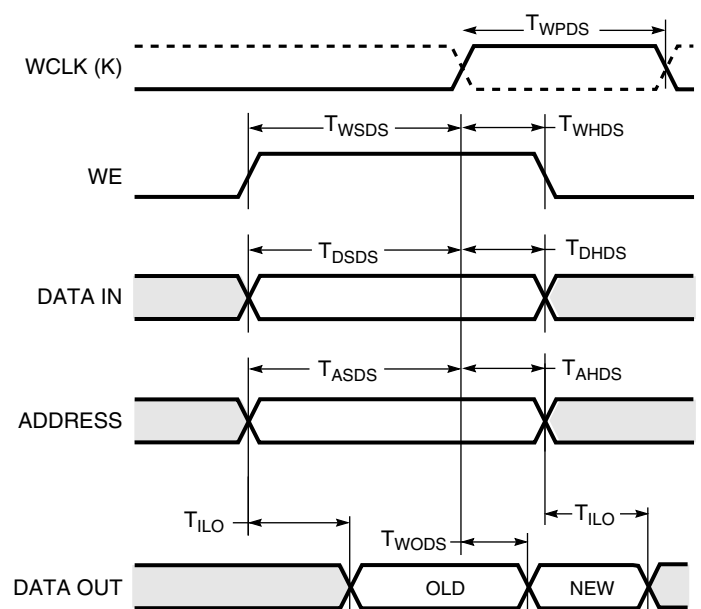 T_WPDS
WCLK (K)
T_WSDS T_WHDS
WE
T_DSDS T_DHDS
DATA IN
T_ASDS T_AHDS
ADDRESS
T_ILO T_WODS T_ILO
DATA OUT OLD NEW